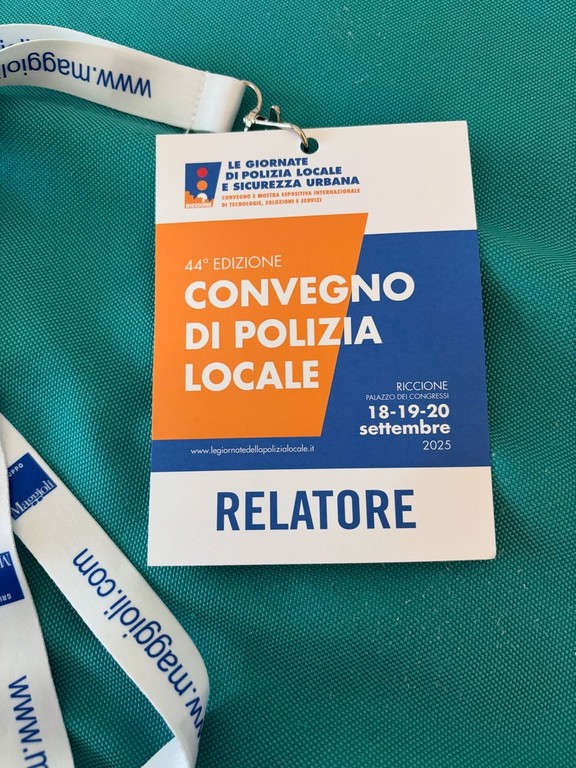 www.maggioli
LE GIORNATE
DI POLIZIA LOCALE
E SICUREZZA URBANA
CONVEGNO E MOSTRA ESPOSITIVA INTERNAZIONALE
DI TECNOLOGIE, SOLUZIONI E SERVIZI
RICCIONE
44ª EDIZIONE
CONVEGNO
DI POLIZIA
LOCALE
RICCIONE
PALAZZO DEI CONGRESSI
18-19-20
settembre
2025
www.legiornatedellapolizialocale.it
RELATORE
Maggioli
www.maggioli.com
www.m